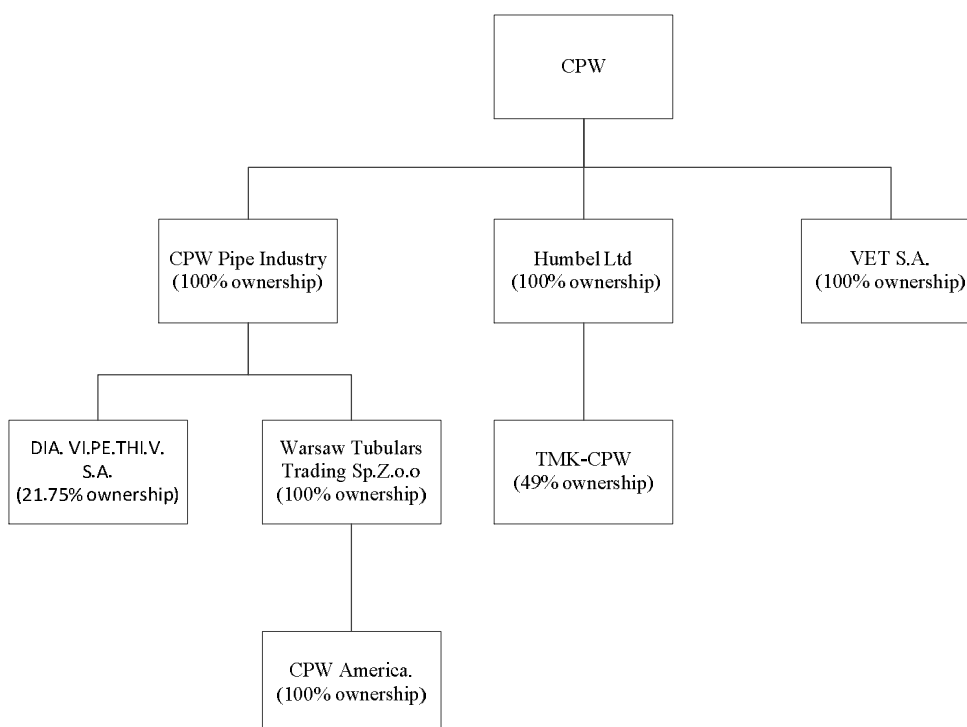 CPW
CPW Pipe Industry
(100% ownership)
Humbel Ltd
(100% ownership)
VET S.A.
(100% ownership)
DIA. VI.PE.THI.V.
S.A.
(21.75% ownership)
Warsaw Tubulars
Trading Sp.Z.o.o
(100% ownership)
TMK-CPW
(49% ownership)
CPW America.
(100% ownership)